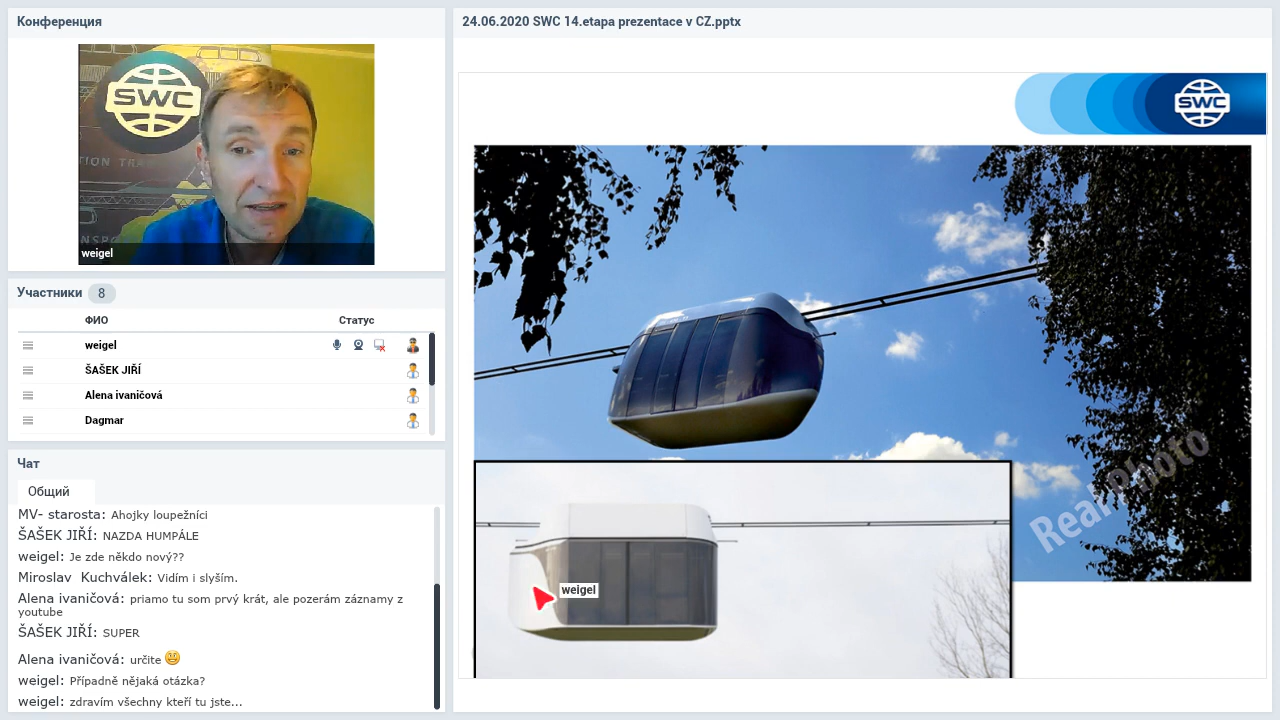 Конференция
SWC
TION TRA
NSPO
weigel
Участники 8
ФИО Статус
weigel
ŠAŠEK JIŘÍ
Alena ivaničová
Dagmar
Чат
Общий
MV- starosta: Ahojky loupežníci
ŠAŠEK JIŘÍ: NAZDA HUMPÁLE
weigel: Je zde někdo nový??
Miroslav Kuchválek: Vidím i slyším.
Alena ivaničová: priamo tu som prvý krát, ale pozerám záznamy z
youtube
ŠAŠEK JIŘÍ: SUPER
Alena ivaničová: určite
weigel: Případně nějaká otázka?
weigel: zdravím všechny kteří tu jste...
24.06.2020 SWC 14.etapa prezentace v CZ.pptx
SWC
Real Photo
weigel